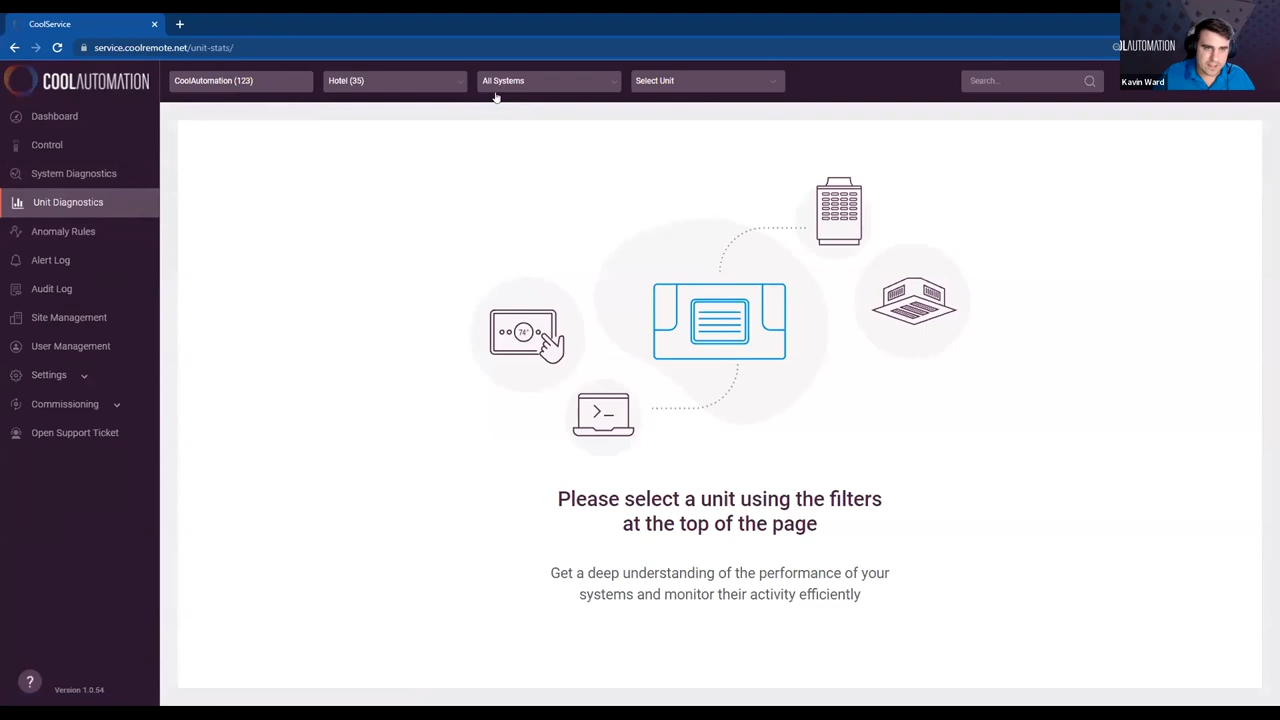 CoolService
service.coolremote.net/unit-stats/
COOLAUTOMATION
CoolAutomation (123)
Hotel (35)
All Systems
Select Unit
Search...
Kavin Ward
Dashboard
Control
System Diagnostics
Unit Diagnostics
Anomaly Rules
Alert Log
Audit Log
Site Management
User Management
Settings
Commissioning
Open Support Ticket
74°
>_
Please select a unit using the filters
at the top of the page
Get a deep understanding of the performance of your
systems and monitor their activity efficiently
?
Version 1.0.54